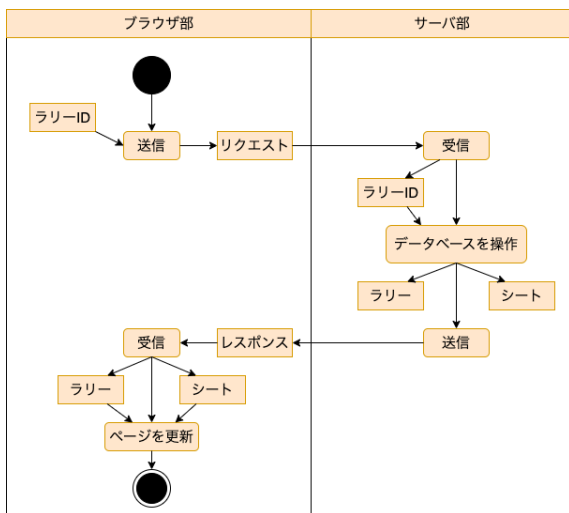 ブラウザ部
サーバ部
ラリーID
送信
リクエスト
受信
ラリーID
データベースを操作
ラリー
シート
送信
レスポンス
受信
ラリー
シート
ページを更新